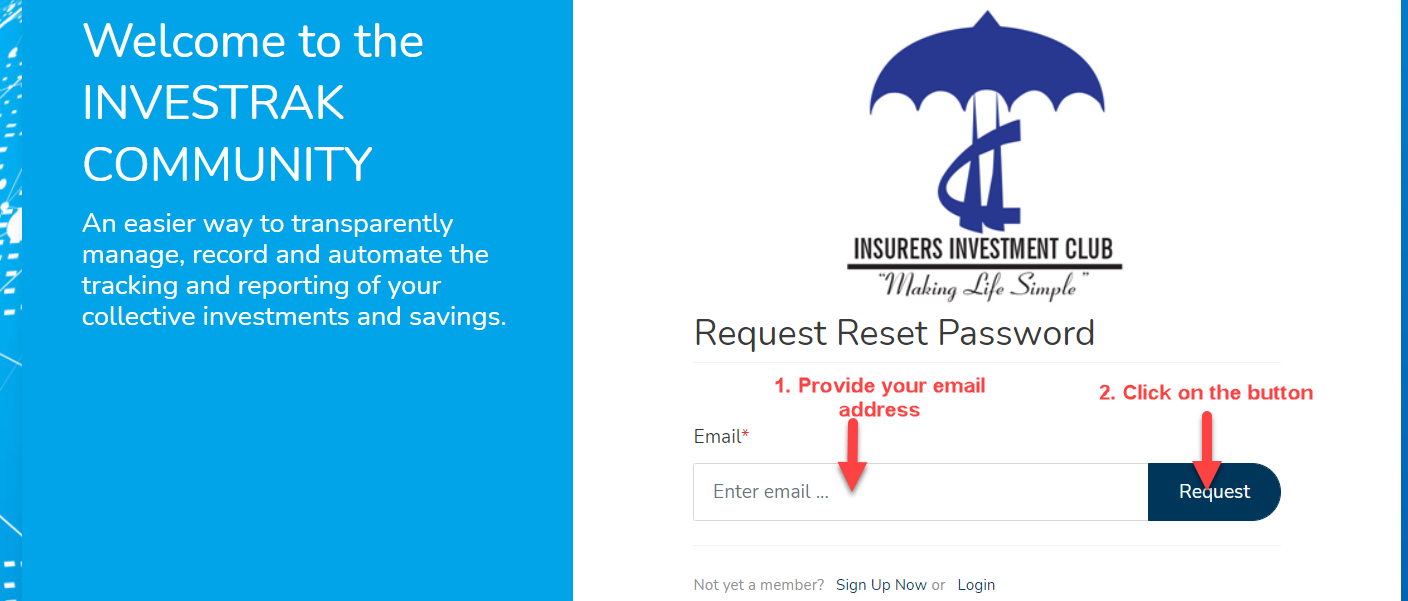 Welcome to the
INVESTRAK
COMMUNITY
An easier way to transparently
manage, record and automate the
tracking and reporting of your
collective investments and savings.
INSURERS INVESTMENT CLUB
"Making Life Simple"
Request Reset Password
1. Provide your email
address
2. Click on the button
Email*
Enter email ...
Request
Not yet a member? Sign Up Now or Login